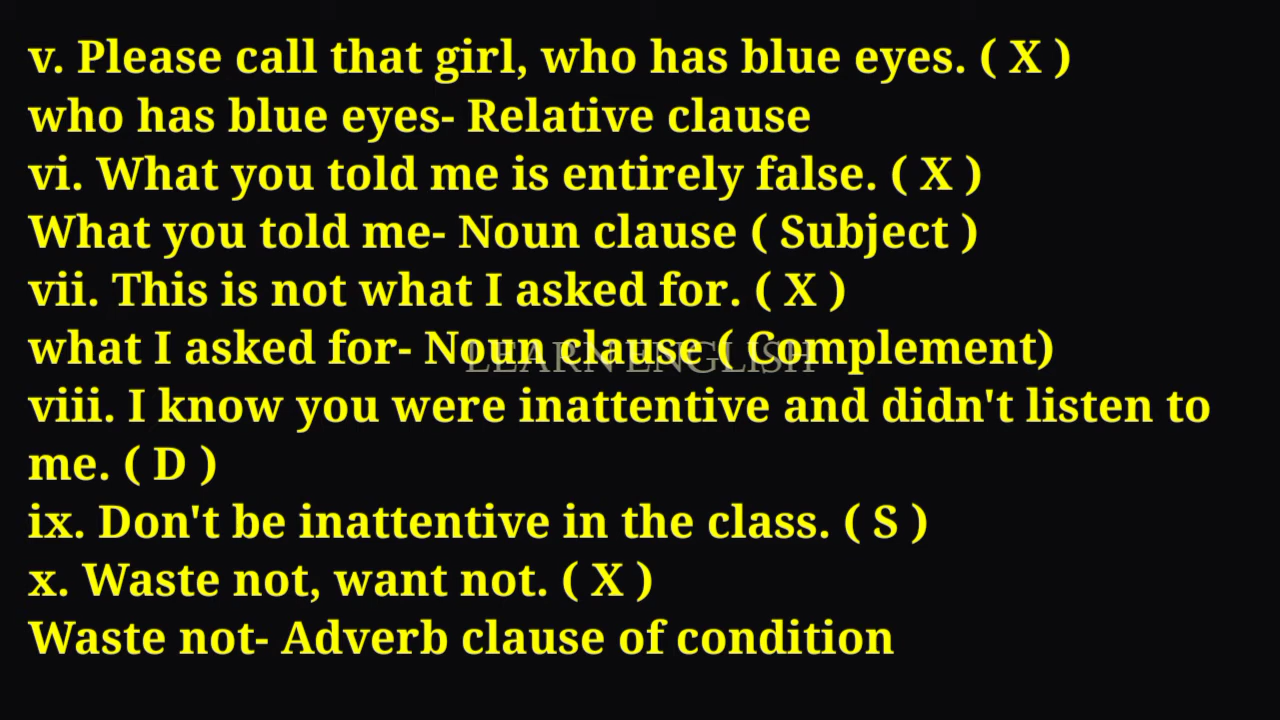 v. Please call that girl, who has blue eyes. ( X )
who has blue eyes- Relative clause
vi. What you told me is entirely false. ( X )
What you told me- Noun clause ( Subject )
vii. This is not what I asked for. ( X )
what I asked for- Noun clause ( Complement)
LEARN ENGLISH
viii. I know you were inattentive and didn't listen to
me. ( D )
ix. Don't be inattentive in the class. ( S )
x. Waste not, want not. ( X )
Waste not- Adverb clause of condition